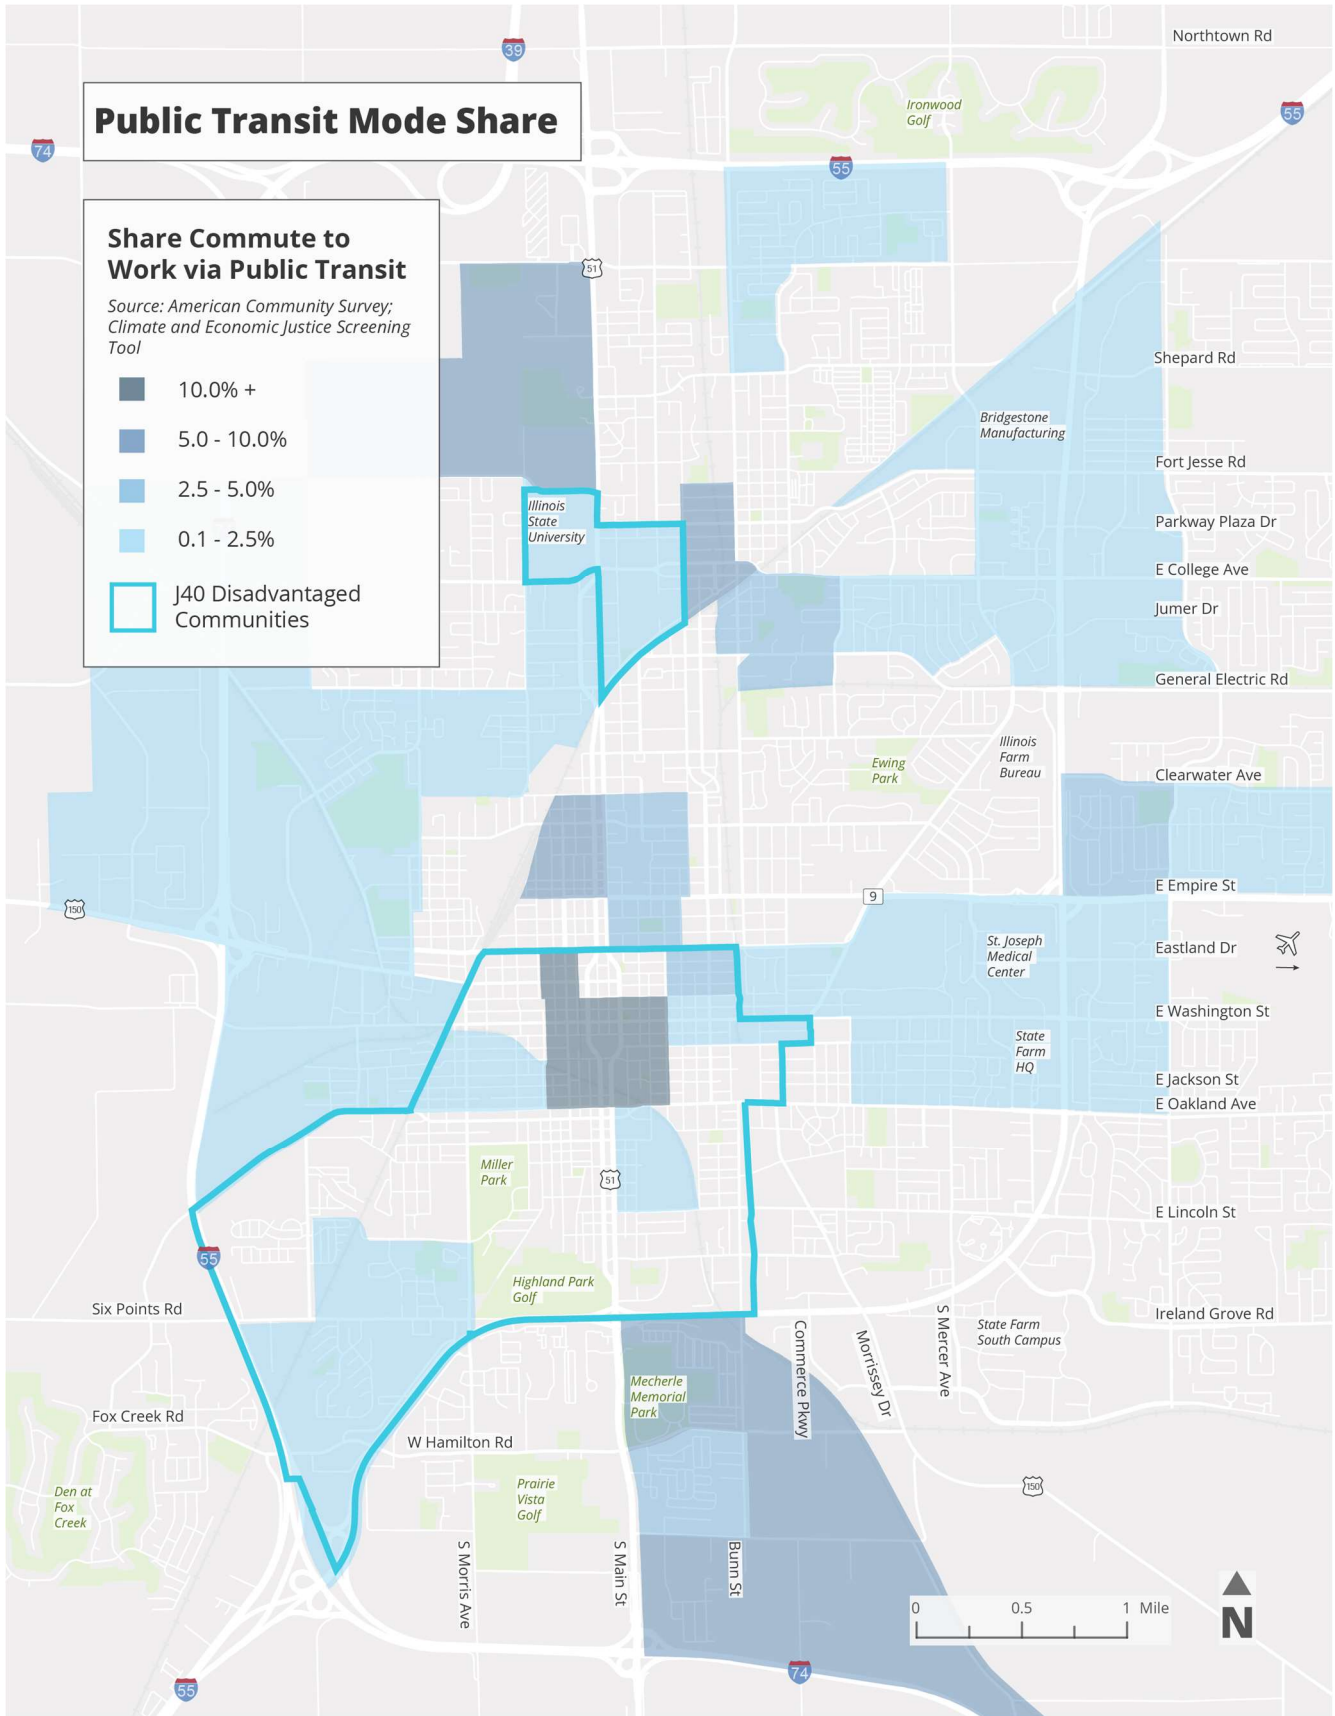 Northtown Rd
39
Public Transit Mode Share
Ironwood
Golf
55
74
55
Share Commute to
Work via Public Transit
Source: American Community Survey;
Climate and Economic Justice Screening
Tool
10.0% +
5.0 - 10.0%
2.5 - 5.0%
0.1 - 2.5%
J40 Disadvantaged
Communities
51
Shepard Rd
Bridgestone
Manufacturing
Fort Jesse Rd
Illinois
State
University
Parkway Plaza Dr
E College Ave
Jumer Dr
General Electric Rd
Illinois
Farm
Bureau
Ewing
Park
Clearwater Ave
E Empire St
9
150
St. Joseph
Medical
Center
Eastland Dr
E Washington St
State
Farm
HQ
E Jackson St
E Oakland Ave
Miller
Park
51
E Lincoln St
55
Highland Park
Golf
Six Points Rd
Ireland Grove Rd
State Farm
South Campus
S Mercer Ave
Commerce Pkwy
Morrissey Dr
Mecherle
Memorial
Park
Fox Creek Rd
W Hamilton Rd
Den at
Fox
Creek
Prairie
Vista
Golf
150
S Morris Ave
S Main St
Bunn St
0 0.5 1 Mile
N
74
55